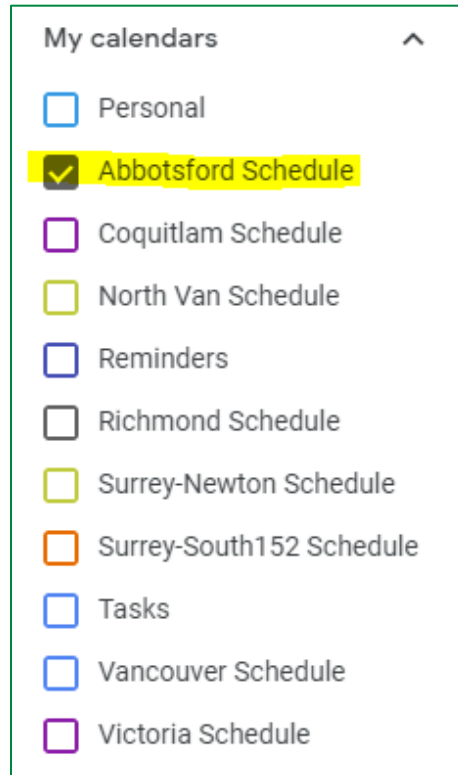 My calendars
Personal
Abbotsford Schedule
Coquitlam Schedule
North Van Schedule
Reminders
Richmond Schedule
Surrey-Newton Schedule
Surrey-South152 Schedule
Tasks
Vancouver Schedule
Victoria Schedule